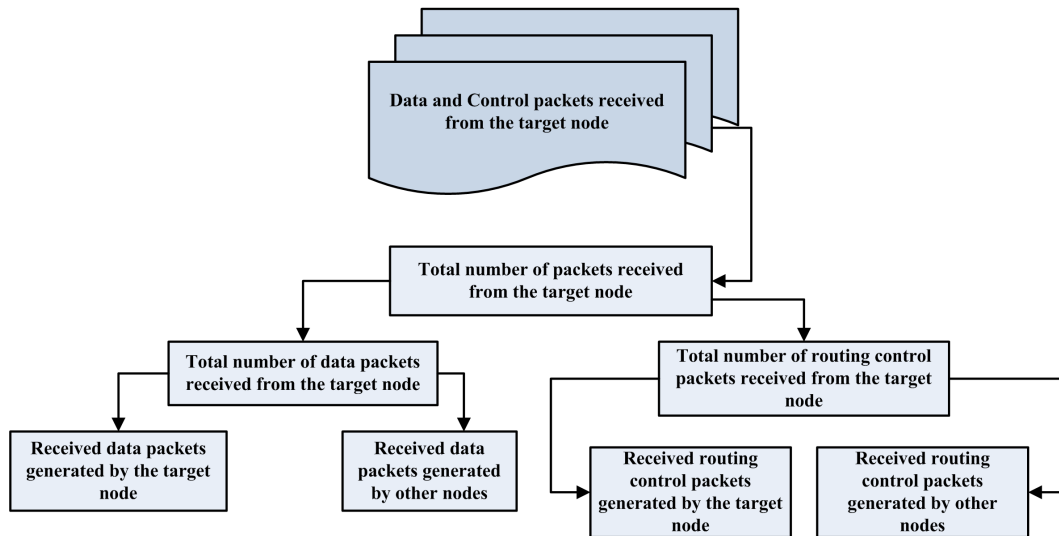 Data and Control packets received
from the target node
Total number of packets received
from the target node
Total number of data packets
received from the target node
Total number of routing control
packets received from the target
node
Received data packets
generated by the target
node
Received data
packets generated
by other nodes
Received routing
control packets
generated by the target
node
Received routing
control packets
generated by other
nodes